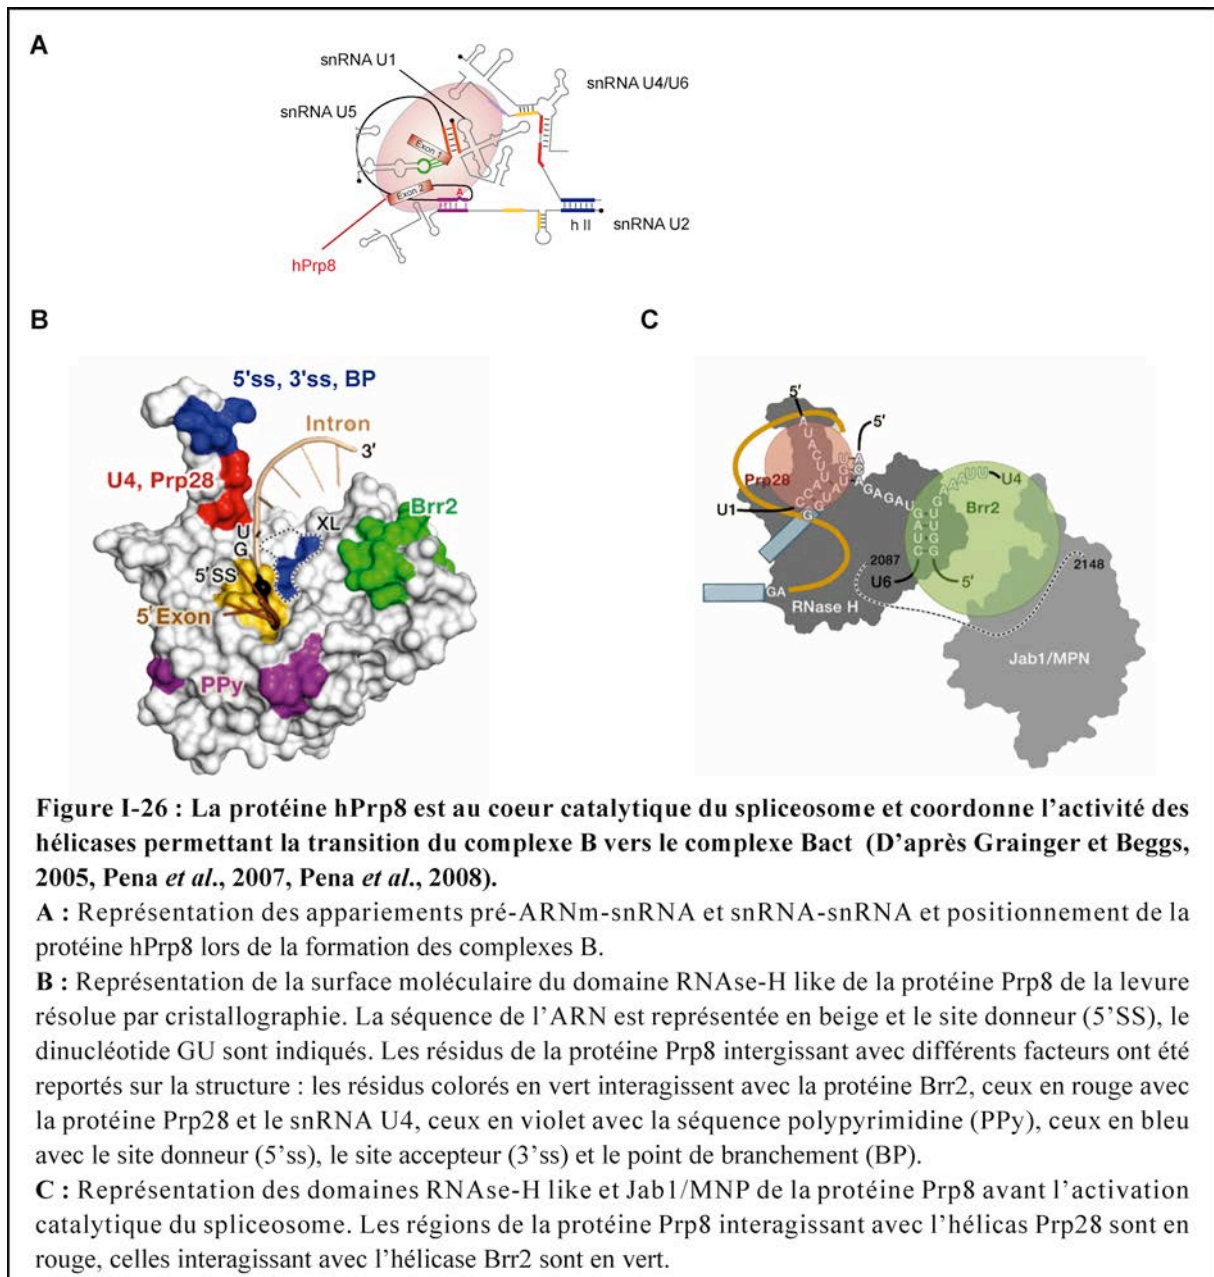 A
snRNA U1
snRNA U4/U6
snRNA U5
Exon 1
Exon 2
A
h II
snRNA U2
hPrp8
B
C
5'ss, 3'ss, BP
Intron
3'
U4, Prp28
Brr2
XL
U
G
5'SS
5'Exon
PPy
5'
5'
Prp28
U1
U4
Brr2
2087
2148
U6
5'
GA
RNase H
Jab1/MPN
Figure I-26 : La protéine hPrp8 est au coeur catalytique du spliceosome et coordonne l’activité des
hélicases permettant la transition du complexe B vers le complexe Bact (D’après Grainger et Beggs,
2005, Pena et al., 2007, Pena et al., 2008).
A : Représentation des appariements pré-ARNm-snRNA et snRNA-snRNA et positionnement de la
protéine hPrp8 lors de la formation des complexes B.
B : Représentation de la surface moléculaire du domaine RNAse-H like de la protéine Prp8 de la levure
résolue par cristallographie. La séquence de l’ARN est représentée en beige et le site donneur (5’SS), le
dinucléotide GU sont indiqués. Les résidus de la protéine Prp8 intergissant avec différents facteurs ont été
reportés sur la structure : les résidus colorés en vert interagissent avec la protéine Brr2, ceux en rouge avec
la protéine Prp28 et le snRNA U4, ceux en violet avec la séquence polypyrimidine (PPy), ceux en bleu
avec le site donneur (5’ss), le site accepteur (3’ss) et le point de branchement (BP).
C : Représentation des domaines RNAse-H like et Jab1/MNP de la protéine Prp8 avant l’activation
catalytique du spliceosome. Les régions de la protéine Prp8 interagissant avec l’hélicas Prp28 sont en
rouge, celles interagissant avec l’hélicase Brr2 sont en vert.